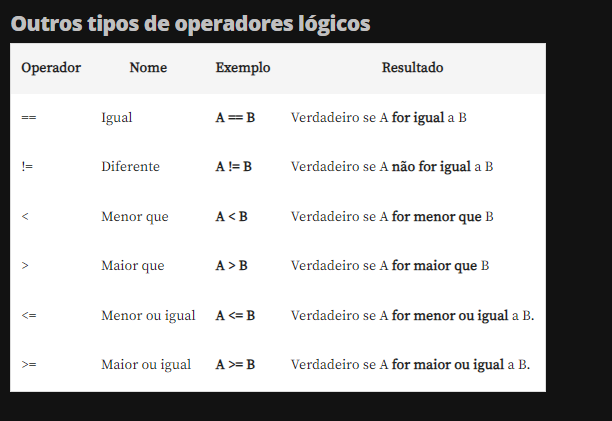 Outros tipos de operadores lógicos
Operador Nome Exemplo Resultado
== Igual A == B Verdadeiro se A for igual a B
!= Diferente A != B Verdadeiro se A não for igual a B
< Menor que A < B Verdadeiro se A for menor que B
> Maior que A > B Verdadeiro se A for maior que B
<= Menor ou igual A <= B Verdadeiro se A for menor ou igual a B.
>= Maior ou igual A >= B Verdadeiro se A for maior ou igual a B.